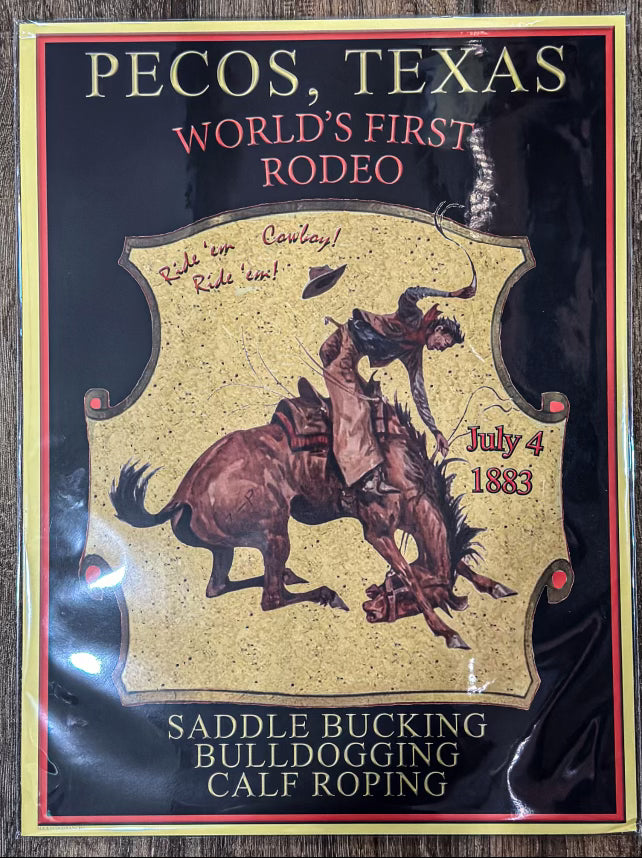 PECOS, TEXAS
WORLD'S FIRST
RODEO
Ride 'em Cowboy!
Ride 'em!
July 4
1883
SADDLE BUCKING
BULLDOGGING
CALF ROPING